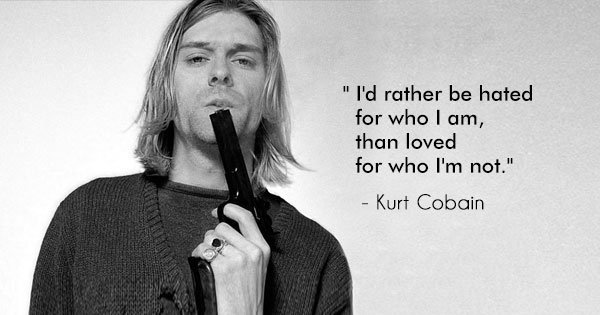 " I'd rather be hated
for who I am,
than loved
for who I'm not."
- Kurt Cobain